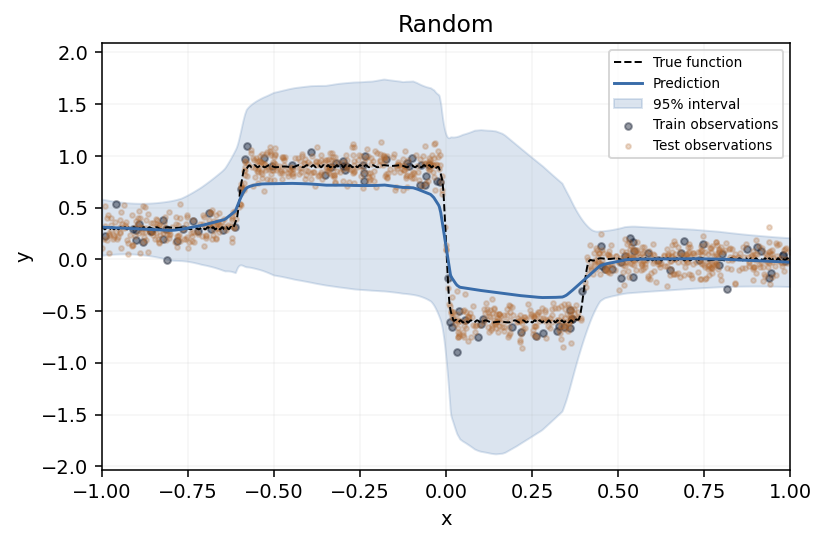 Random
2.0
1.5
1.0
0.5
0.0
−0.5
−1.0
−1.5
−2.0
y
True function
Prediction
95% interval
Train observations
Test observations
−1.00 −0.75 −0.50 −0.25 0.00 0.25 0.50 0.75 1.00
x